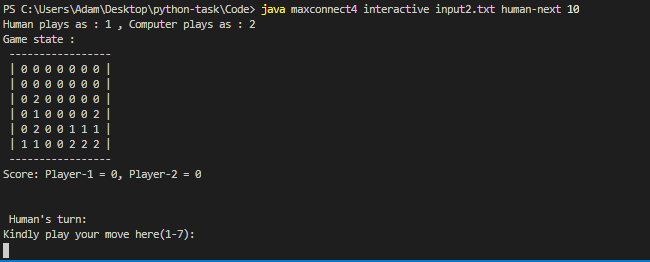 PS C:\Users\Adam\Desktop\python-task\Code> java maxconnect4 interactive input2.txt human-next 10
Human plays as : 1 , Computer plays as : 2
Game state :
-----------------
| 0 0 0 0 0 0 0 |
| 0 0 0 0 0 0 0 |
| 0 2 0 0 0 0 0 |
| 0 1 0 0 0 0 2 |
| 0 2 0 0 1 1 1 |
| 1 1 0 0 2 2 2 |
-----------------
Score: Player-1 = 0, Player-2 = 0
Human's turn:
Kindly play your move here(1-7):